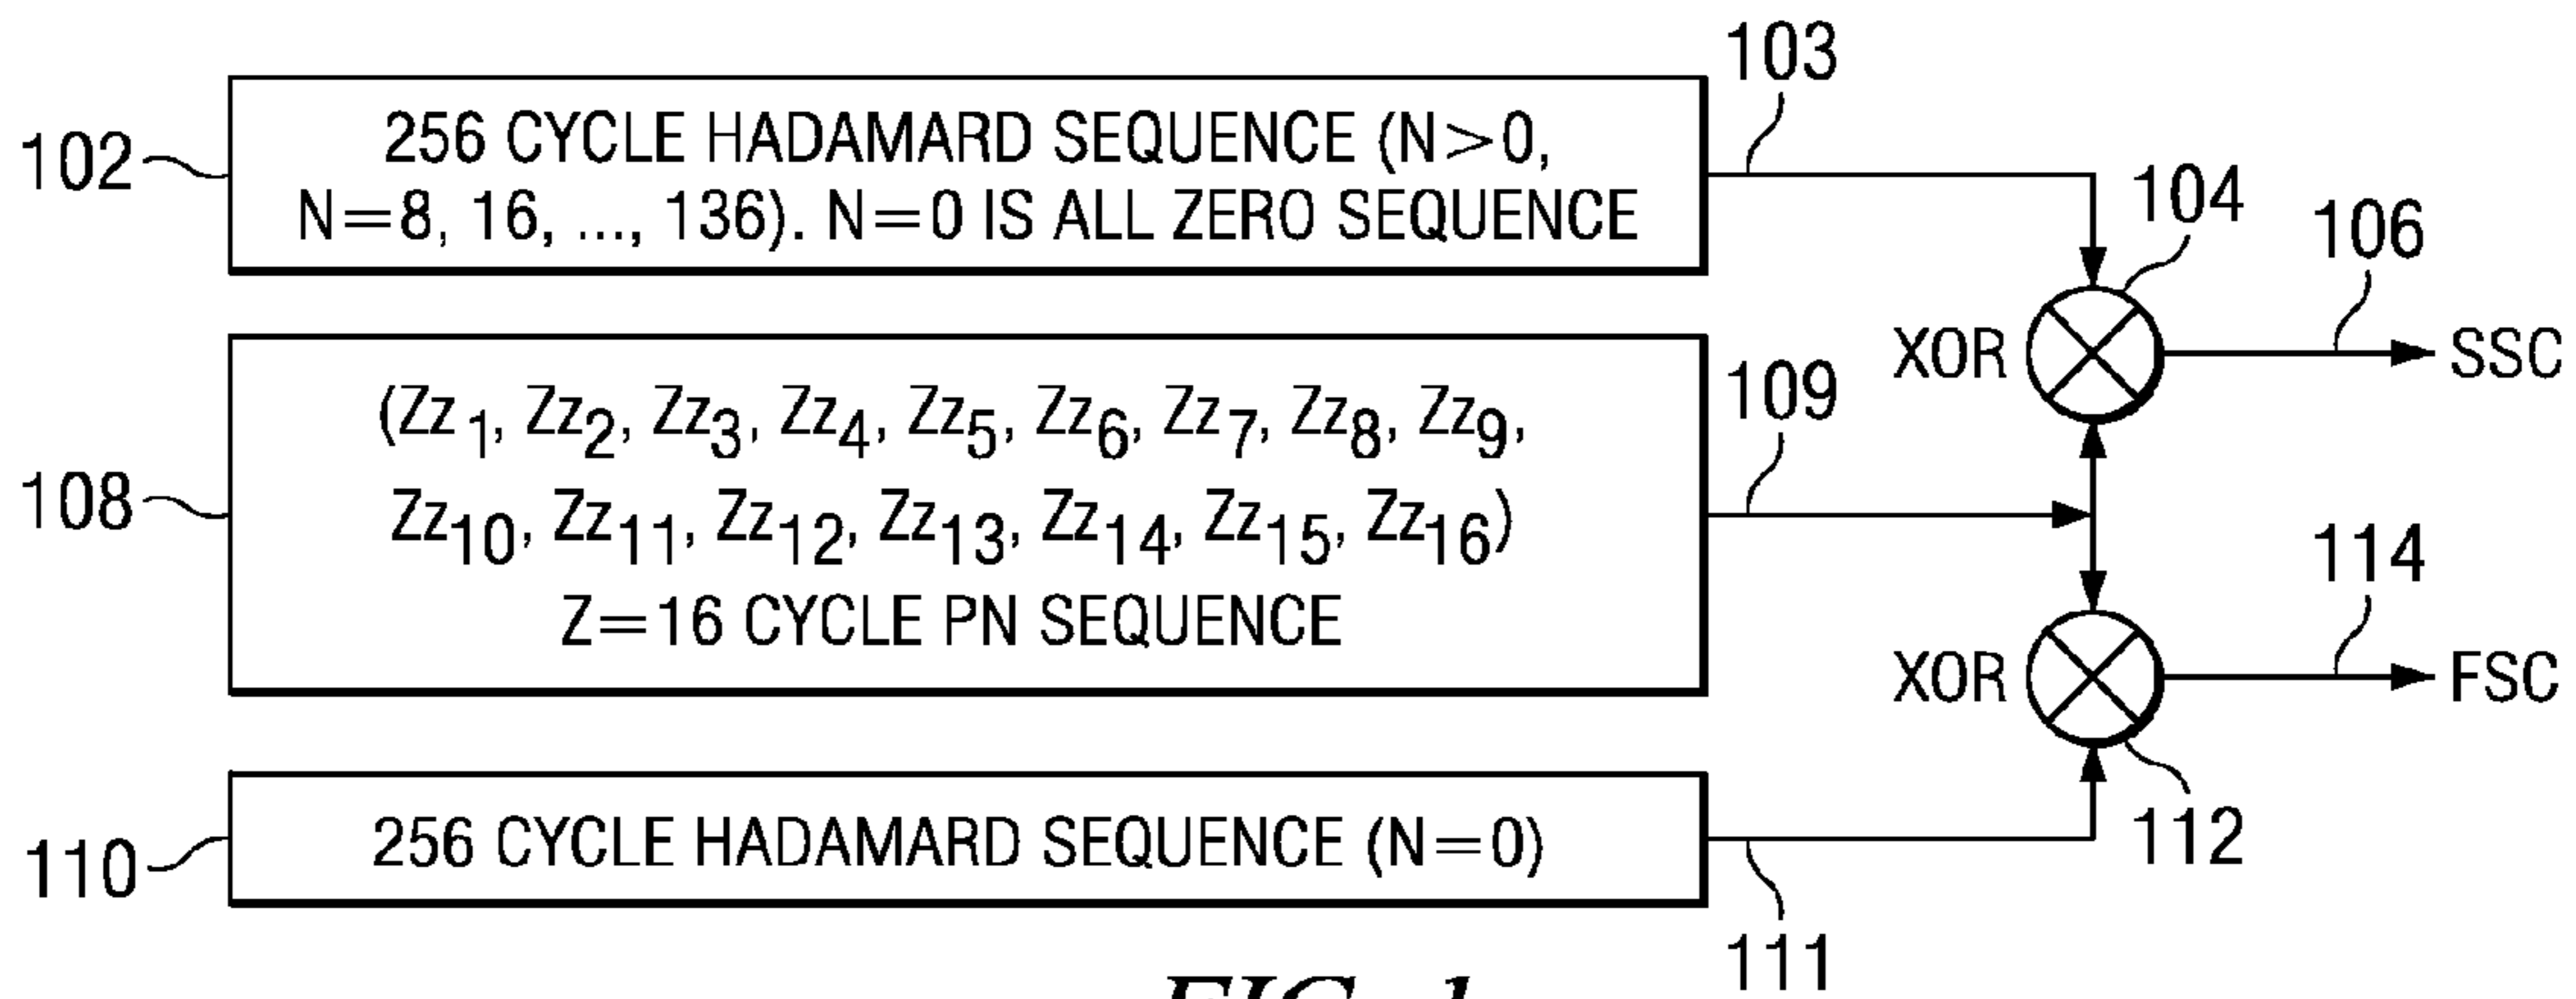 103
102
256 CYCLE HADAMARD SEQUENCE (N>0,
N=8, 16, ..., 136). N=0 IS ALL ZERO SEQUENCE
104
106
XOR
SSC
108
(Zz1, Zz2, Zz3, Zz4, Zz5, Zz6, Zz7, Zz8, Zz9,
Zz10, Zz11, Zz12, Zz13, Zz14, Zz15, Zz16)
Z=16 CYCLE PN SEQUENCE
109
114
XOR
FSC
110
256 CYCLE HADAMARD SEQUENCE (N=0)
112
111
FIG. 1